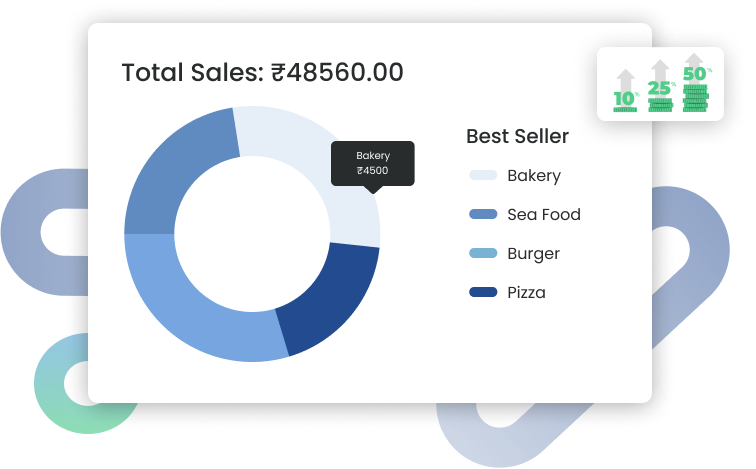 Total Sales: ₹48560.00
10%
25%
50%
Bakery
₹4500
Best Seller
Bakery
Sea Food
Burger
Pizza